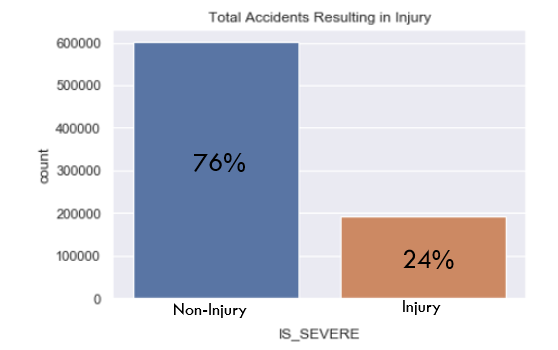 Total Accidents Resulting in Injury
600000
500000
400000
300000
200000
100000
0
count
76%
24%
Non-Injury
Injury
IS_SEVERE